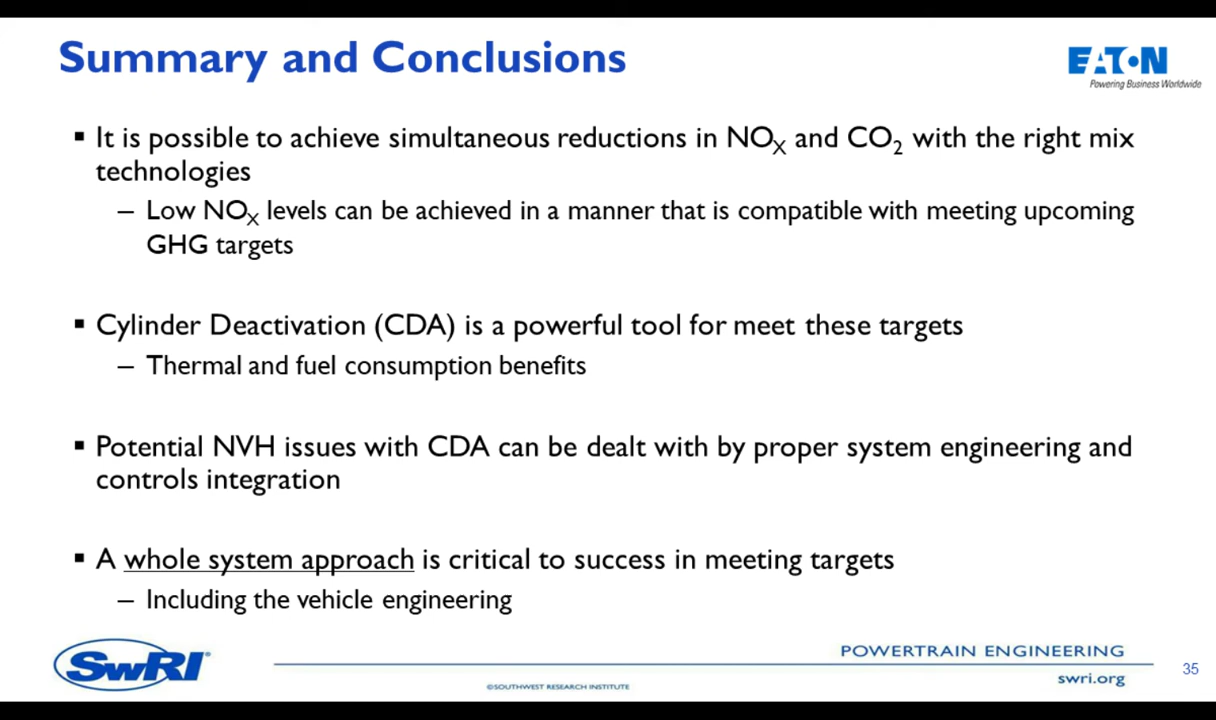 Summary and Conclusions
EATON
Powering Business Worldwide
▪ It is possible to achieve simultaneous reductions in NOX and CO2 with the right mix
technologies
– Low NOX levels can be achieved in a manner that is compatible with meeting upcoming
GHG targets
▪ Cylinder Deactivation (CDA) is a powerful tool for meet these targets
– Thermal and fuel consumption benefits
▪ Potential NVH issues with CDA can be dealt with by proper system engineering and
controls integration
▪ A whole system approach is critical to success in meeting targets
– Including the vehicle engineering
SwRI®
POWERTRAIN ENGINEERING
©SOUTHWEST RESEARCH INSTITUTE
swri.org
35